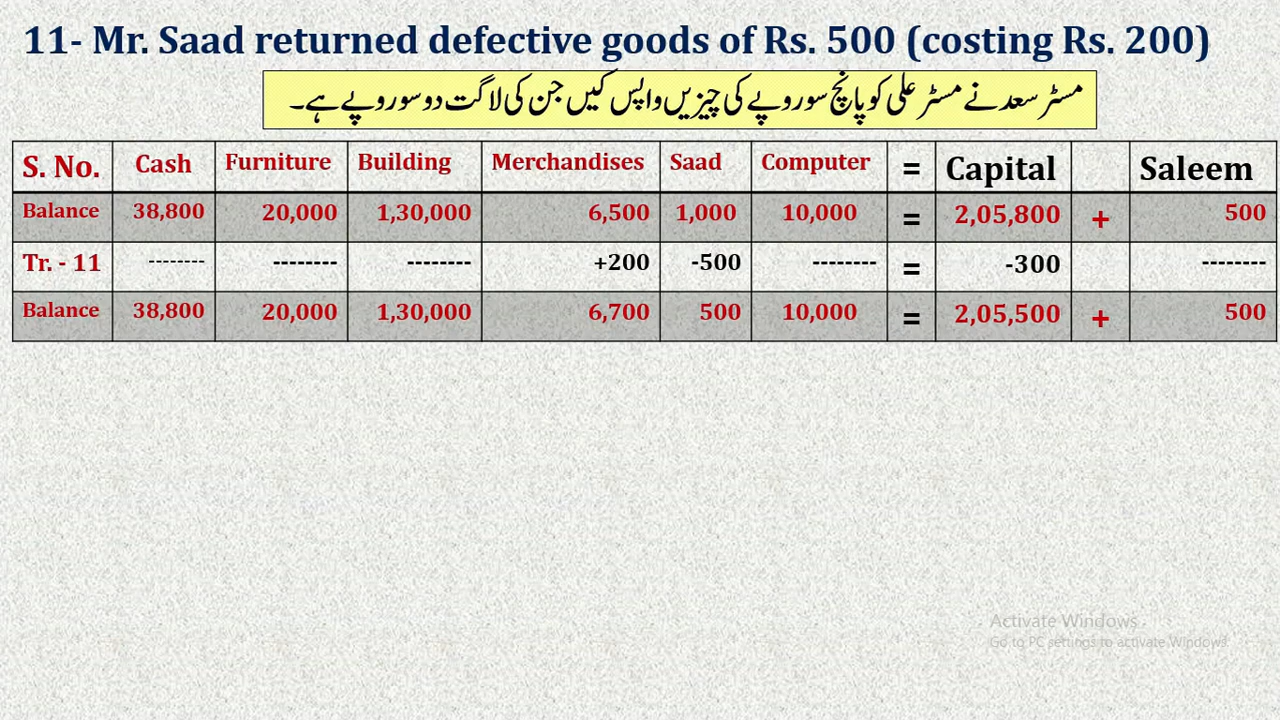 11- Mr. Saad returned defective goods of Rs. 500 (costing Rs. 200)
مسٹر سعد نے مسٹر علی کو پانچ سو روپے کی چیزیں واپس کیں جن کی لاگت دو سو روپے ہے۔
S. No. Cash Furniture Building Merchandises Saad Computer = Capital Saleem
Balance 38,800 20,000 1,30,000 6,500 1,000 10,000 = 2,05,800 + 500
Tr. - 11 -------- -------- -------- +200 -500 -------- = -300 --------
Balance 38,800 20,000 1,30,000 6,700 500 10,000 = 2,05,500 + 500
Activate Windows
Go to PC settings to activate Windows.